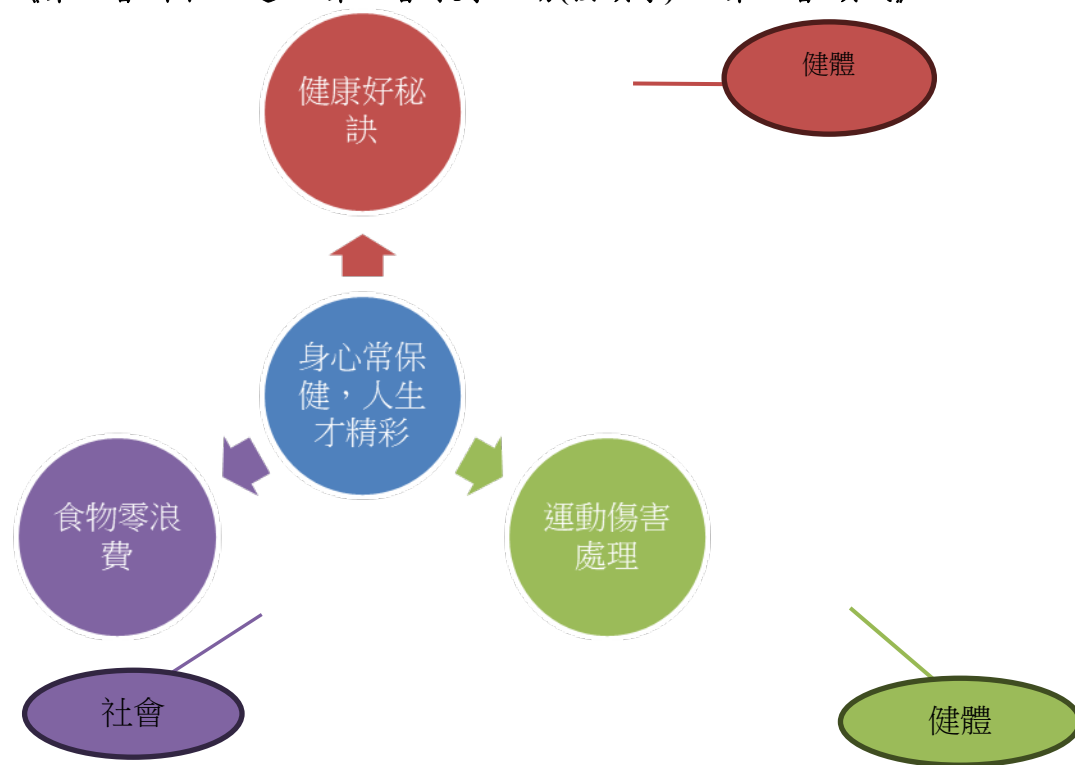 健康好秘
訣
健體
身心常保
健，人生
才精彩
食物零浪
費
運動傷害
處理
社會
健體